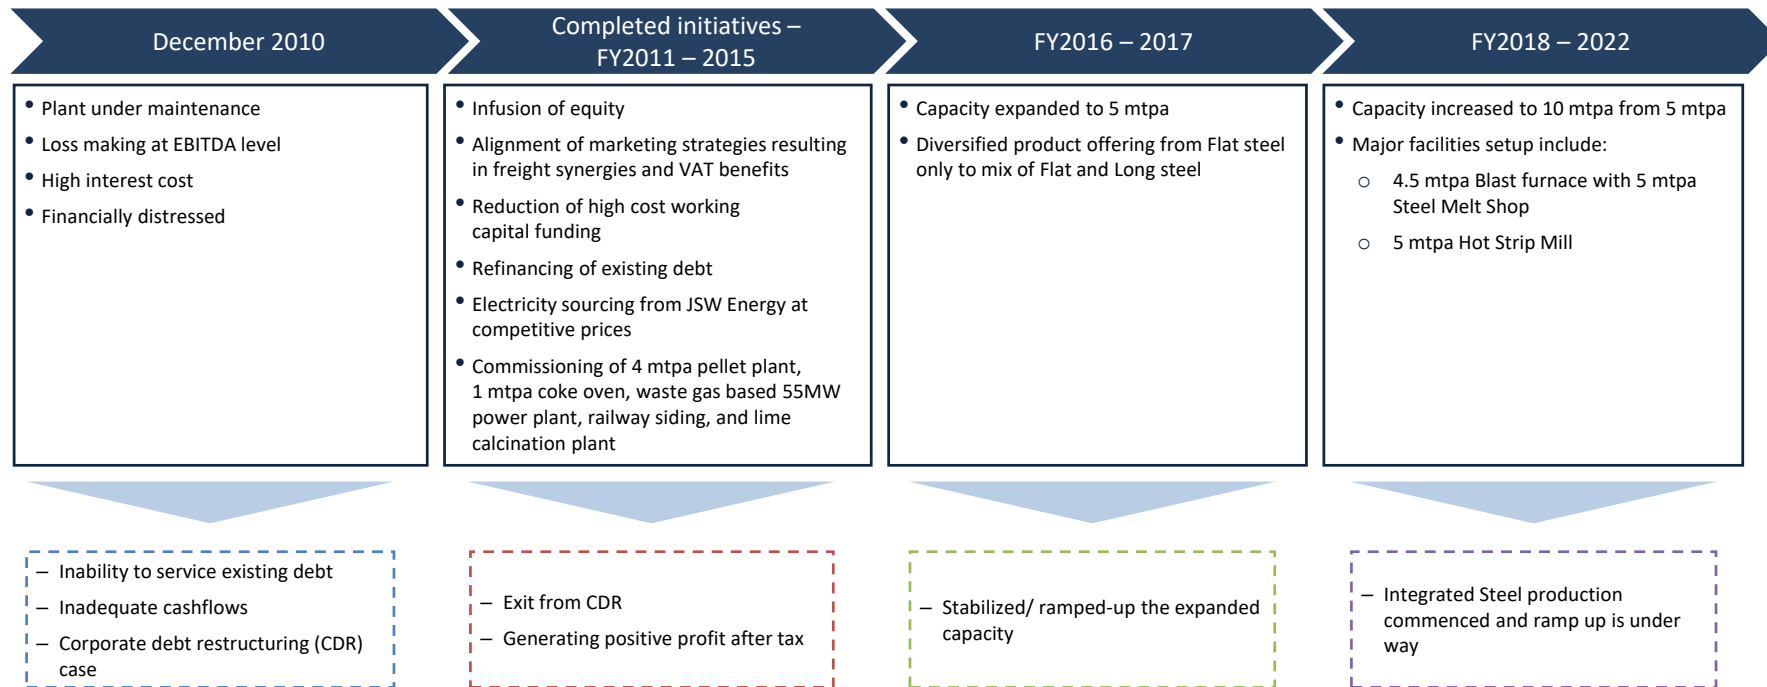 December 2010
Completed initiatives –
FY2011 – 2015
FY2016 – 2017
FY2018 – 2022
• Plant under maintenance
• Loss making at EBITDA level
• High interest cost
• Financially distressed
• Infusion of equity
• Alignment of marketing strategies resulting
in freight synergies and VAT benefits
• Reduction of high cost working
capital funding
• Refinancing of existing debt
• Electricity sourcing from JSW Energy at
competitive prices
• Commissioning of 4 mtpa pellet plant,
1 mtpa coke oven, waste gas based 55MW
power plant, railway siding, and lime
calcination plant
• Capacity expanded to 5 mtpa
• Diversified product offering from Flat steel
only to mix of Flat and Long steel
• Capacity increased to 10 mtpa from 5 mtpa
• Major facilities setup include:
o 4.5 mtpa Blast furnace with 5 mtpa
Steel Melt Shop
o 5 mtpa Hot Strip Mill
– Inability to service existing debt
– Inadequate cashflows
– Corporate debt restructuring (CDR)
case
– Exit from CDR
– Generating positive profit after tax
– Stabilized/ ramped-up the expanded
capacity
– Integrated Steel production
commenced and ramp up is under
way